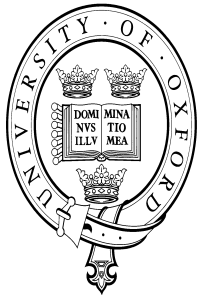 UNIVERSITY · OF · OXFORD
DOMI MINA
NVS TIO
ILLV MEA